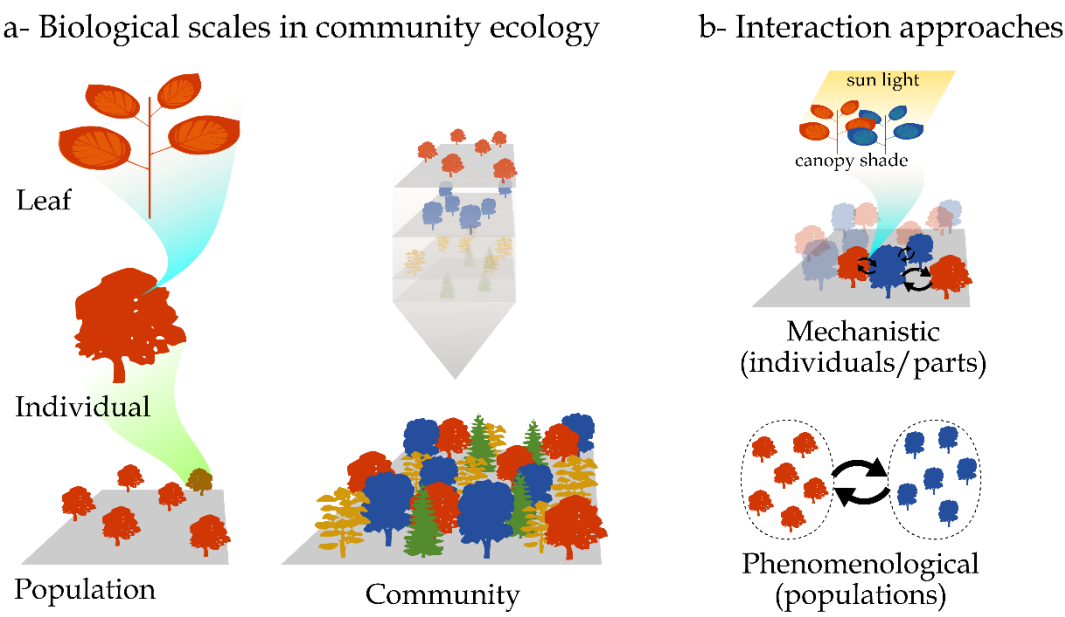 a- Biological scales in community ecology
Leaf
Individual
Population
Community
b- Interaction approaches
sun light
canopy shade
Mechanistic
(individuals/parts)
Phenomenological
(populations)